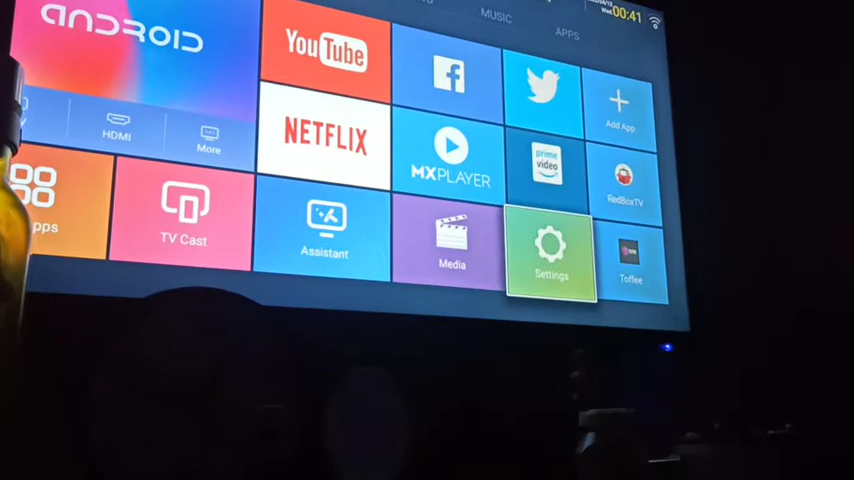 00:41
Wed
MUSIC
APPS
ANDROID
YouTube
f
Add App
HDMI
More
NETFLIX
MXPLAYER
prime
video
RedBoxTV
TV Cast
Assistant
Media
Settings
Toffee